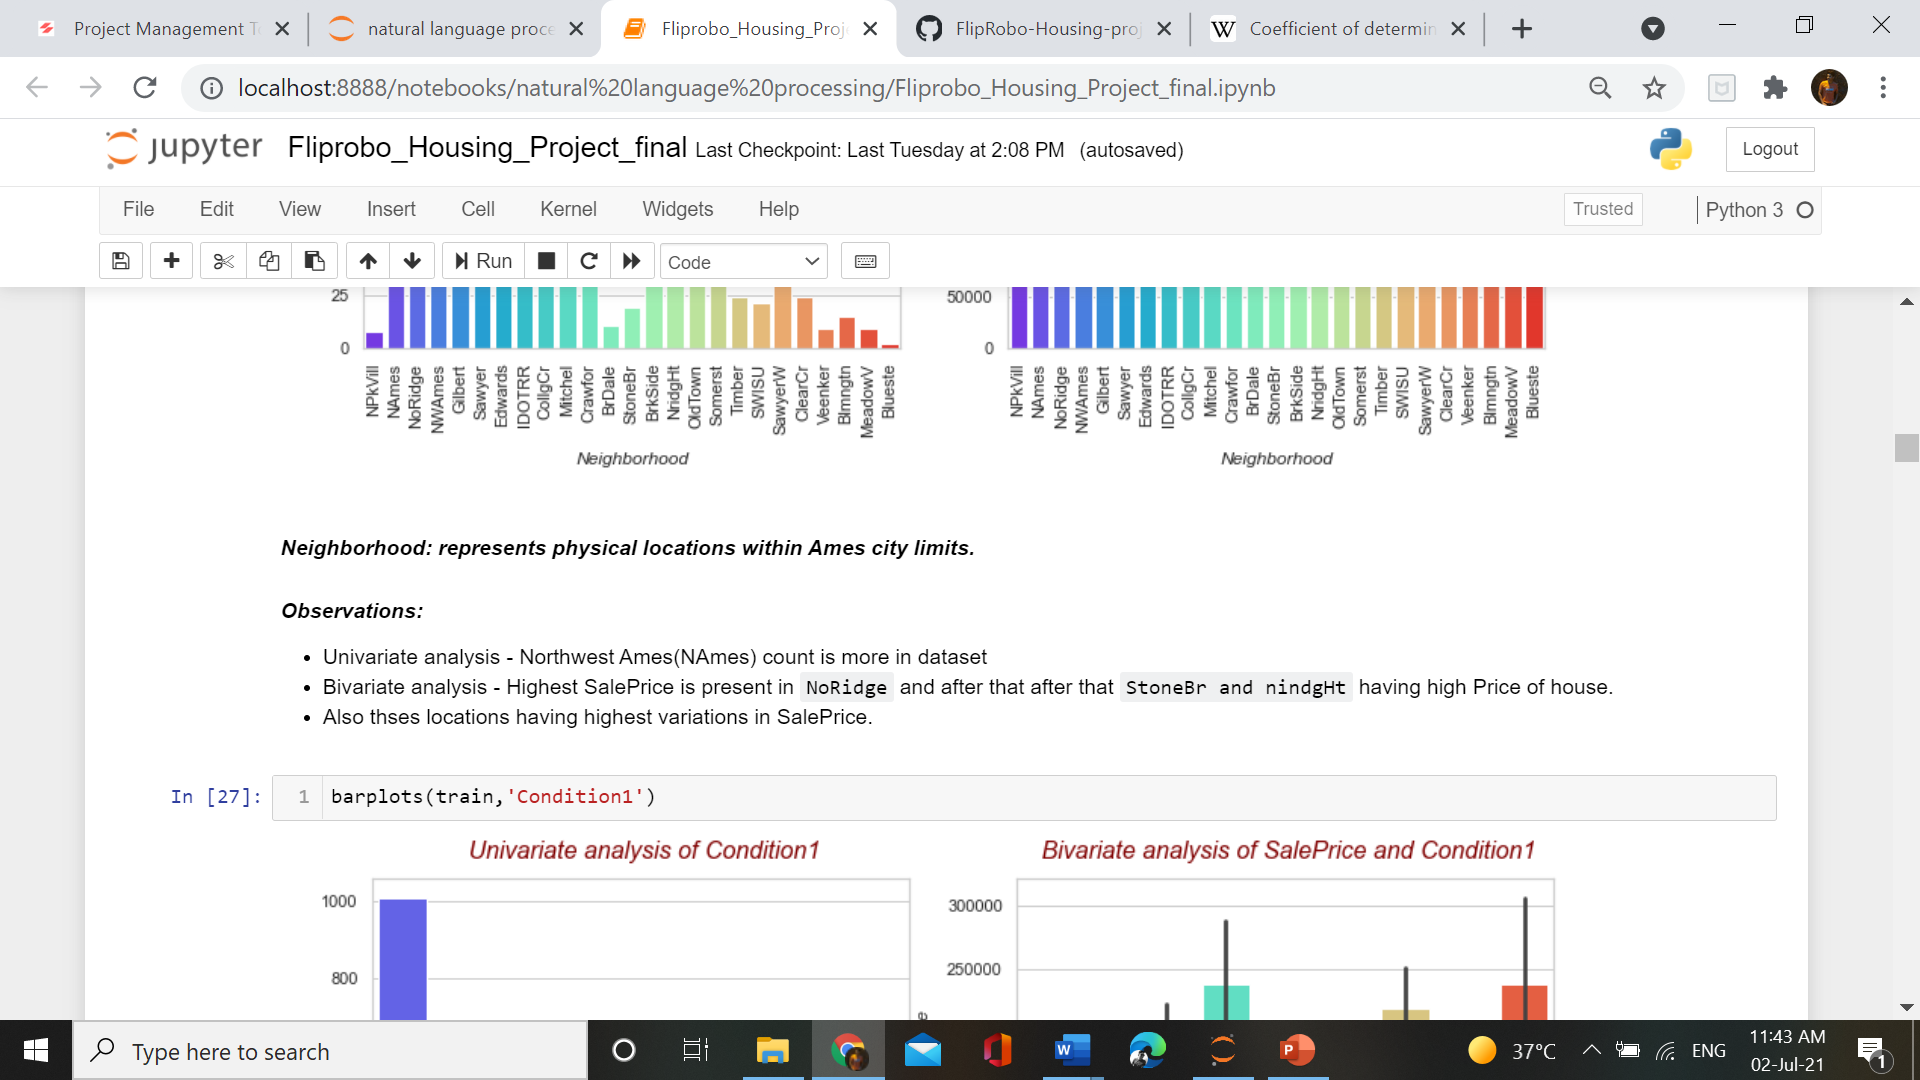 Project Management T
natural language proce
Fliprobo_Housing_Proj
FlipRobo-Housing-proj
W Coefficient of determin
localhost:8888/notebooks/natural%20language%20processing/Fliprobo_Housing_Project_final.ipynb
jupyter Fliprobo_Housing_Project_final Last Checkpoint: Last Tuesday at 2:08 PM (autosaved)
Logout
File Edit View Insert Cell Kernel Widgets Help
Trusted
Python 3
Run
Code
25
0
NPkVill NAmes NoRidge NWAmes Gilbert Sawyer Edwards IDOTRR CollgCr Mitchel Crawfor BrDale StoneBr BrkSide NridgHt OldTown Somerst Timber SWISU SawyerW ClearCr Veenker Blmngtn MeadowV Blueste
Neighborhood
50000
0
NPkVill NAmes NoRidge NWAmes Gilbert Sawyer Edwards IDOTRR CollgCr Mitchel Crawfor BrDale StoneBr BrkSide NridgHt OldTown Somerst Timber SWISU SawyerW ClearCr Veenker Blmngtn MeadowV Blueste
Neighborhood
Neighborhood: represents physical locations within Ames city limits.
Observations:
• Univariate analysis - Northwest Ames(NAmes) count is more in dataset
• Bivariate analysis - Highest SalePrice is present in NoRidge and after that after that StoneBr and nindgHt having high Price of house.
• Also thses locations having highest variations in SalePrice.
In [27]: 1 barplots(train,'Condition1')
Univariate analysis of Condition1
1000
800
Bivariate analysis of SalePrice and Condition1
300000
250000
e
Type here to search
W
P
37°C
ENG
11:43 AM
02-Jul-21
1